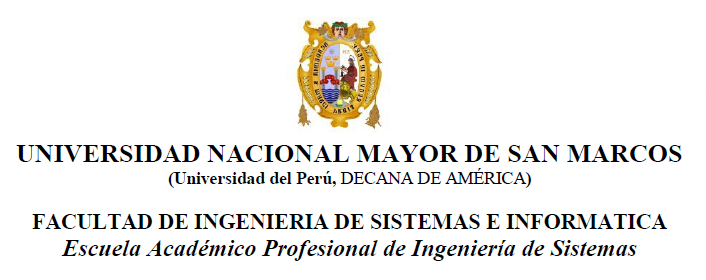 UNIVERSIDAD NACIONAL MAYOR DE SAN MARCOS
(Universidad del Perú, DECANA DE AMÉRICA)
FACULTAD DE INGENIERIA DE SISTEMAS E INFORMATICA
Escuela Académico Profesional de Ingeniería de Sistemas